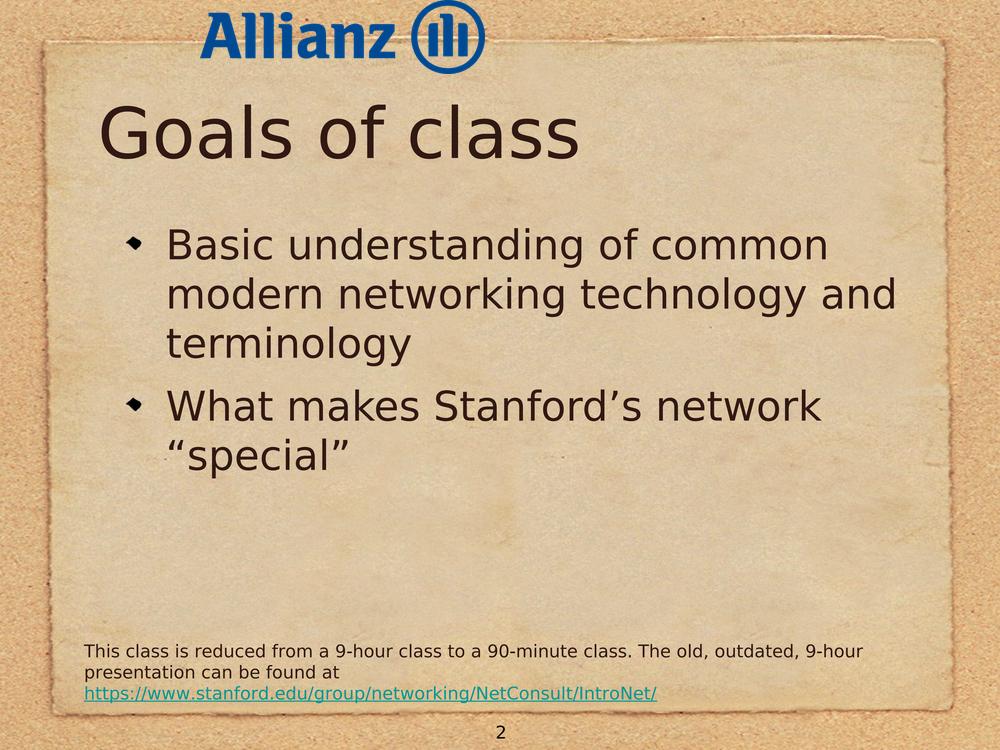 Allianz
Goals of class
Basic understanding of common
modern networking technology and
terminology
What makes Stanford’s network
“special”
This class is reduced from a 9-hour class to a 90-minute class. The old, outdated, 9-hour
presentation can be found at
https://www.stanford.edu/group/networking/NetConsult/IntroNet/
2